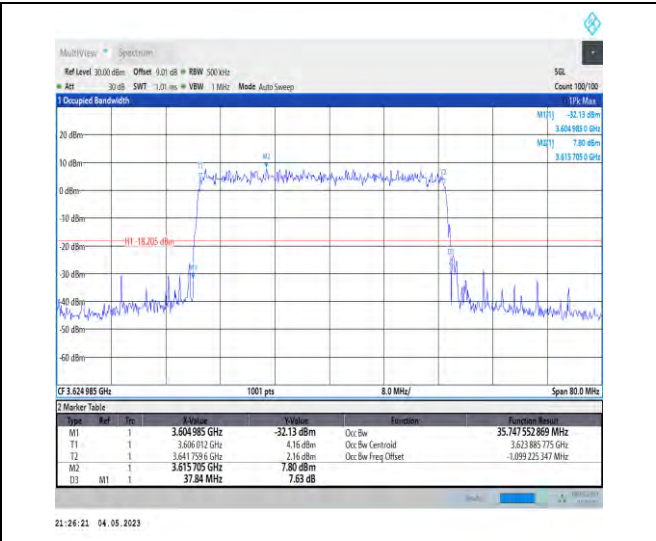 MultiView Spectrum
Ref Level 30.00 dBm Offset 9.01 dB RBW 500 kHz SGL
Att 30 dB SWT 1.01 ms VBW 1 MHz Mode Auto Sweep Count 100/100
1 Occupied Bandwidth 1Pk Max
M1[1] -32.13 dBm
3.604 985 0 GHz
M2[1] 7.80 dBm
3.615 705 0 GHz
20 dBm
10 dBm
M2
T1 T2
0 dBm
-10 dBm
H1 -18.205 dBm
-20 dBm
D3
M1
-30 dBm
-40 dBm
-50 dBm
-60 dBm
CF 3.624 985 GHz 1001 pts 8.0 MHz/ Span 80.0 MHz
2 Marker Table
Type Ref Trc X-Value Y-Value Function Function Result
M1 1 3.604 985 GHz -32.13 dBm Occ Bw 35.747 552 869 MHz
T1 1 3.606 012 GHz 4.16 dBm Occ Bw Centroid 3.623 885 775 GHz
T2 1 3.641 759 6 GHz 2.16 dBm Occ Bw Freq Offset -1.099 225 347 MHz
M2 1 3.615 705 GHz 7.80 dBm
D3 M1 1 37.84 MHz 7.63 dB
21:26:21 04.05.2023